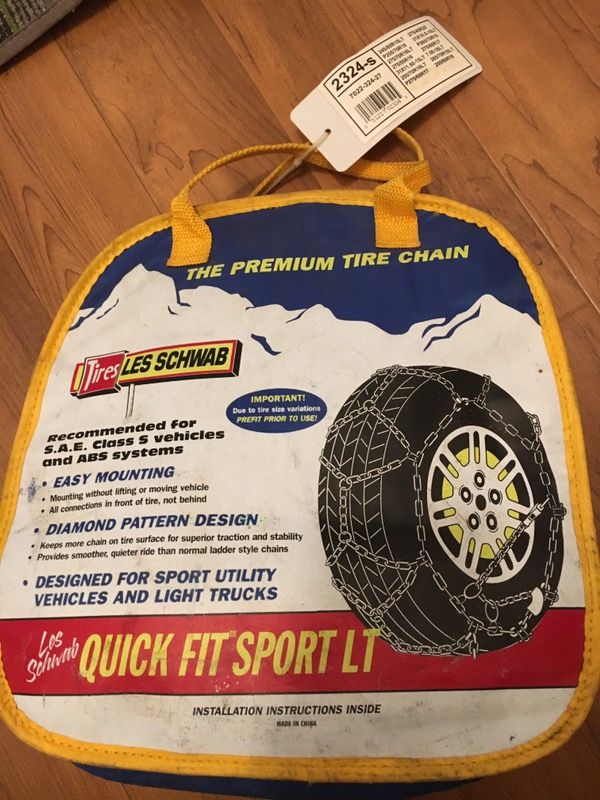 2324-S
7022-324-27
THE PREMIUM TIRE CHAIN
Tires LES SCHWAB
IMPORTANT!
Due to tire size variations
PREFIT PRIOR TO USE!
Recommended for
S.A.E. Class S vehicles
and ABS systems
• EASY MOUNTING
• Mounting without lifting or moving vehicle
• All connections in front of tire, not behind
• DIAMOND PATTERN DESIGN
• Keeps more chain on tire surface for superior traction and stability
• Provides smoother, quieter ride than normal ladder style chains
• DESIGNED FOR SPORT UTILITY
VEHICLES AND LIGHT TRUCKS
Les
Schwab
QUICK FIT™ SPORT LT
INSTALLATION INSTRUCTIONS INSIDE
MADE IN CHINA